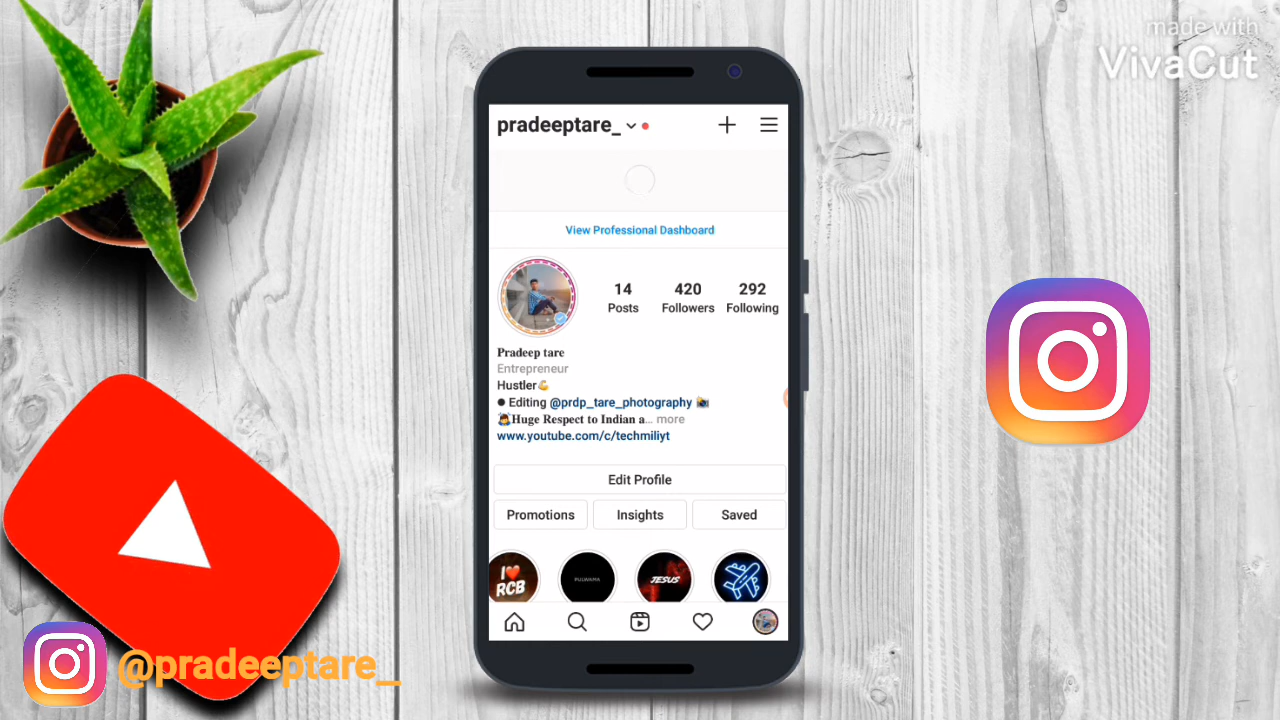 made with
VivaCut
pradeeptare_
View Professional Dashboard
14
Posts
420
Followers
292
Following
Pradeep tare
Entrepreneur
Hustler💪
● Editing @prdp_tare_photography 📸
🙇Huge Respect to Indian a... more
www.youtube.com/c/techmiliyt
Edit Profile
Promotions
Insights
Saved
I❤RCB
PULWAMA
JESUS
@pradeeptare_